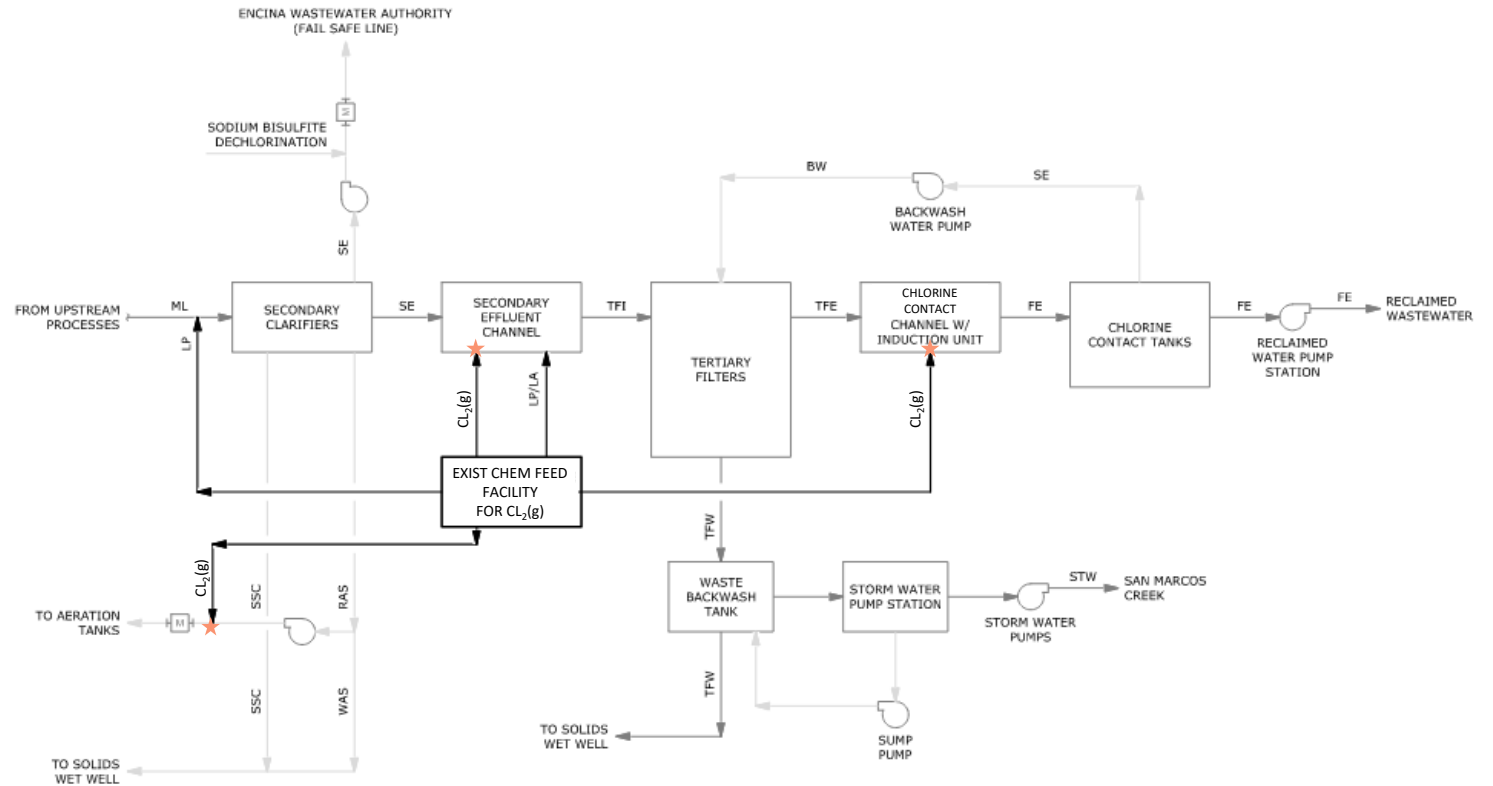 ENCINA WASTEWATER AUTHORITY
(FAIL SAFE LINE)
M
SODIUM BISULFITE
DECHLORINATION
SE
BW
SE
BACKWASH
WATER PUMP
FROM UPSTREAM
PROCESSES
ML
LP
SECONDARY
CLARIFIERS
SE
SECONDARY
EFFLUENT
CHANNEL
TFI
TERTIARY
FILTERS
TFE
CHLORINE
CONTACT
CHANNEL W/
INDUCTION UNIT
FE
CHLORINE
CONTACT TANKS
FE
RECLAIMED
WATER PUMP
STATION
FE
RECLAIMED
WASTEWATER
CL₂(g)
LP/LA
CL₂(g)
EXIST CHEM FEED
FACILITY
FOR CL₂(g)
CL₂(g)
SSC
RAS
TO AERATION
TANKS
M
SSC
WAS
TO SOLIDS
WET WELL
TFW
WASTE
BACKWASH
TANK
STORM WATER
PUMP STATION
STORM WATER
PUMPS
STW
SAN MARCOS
CREEK
TFW
TO SOLIDS
WET WELL
SUMP
PUMP